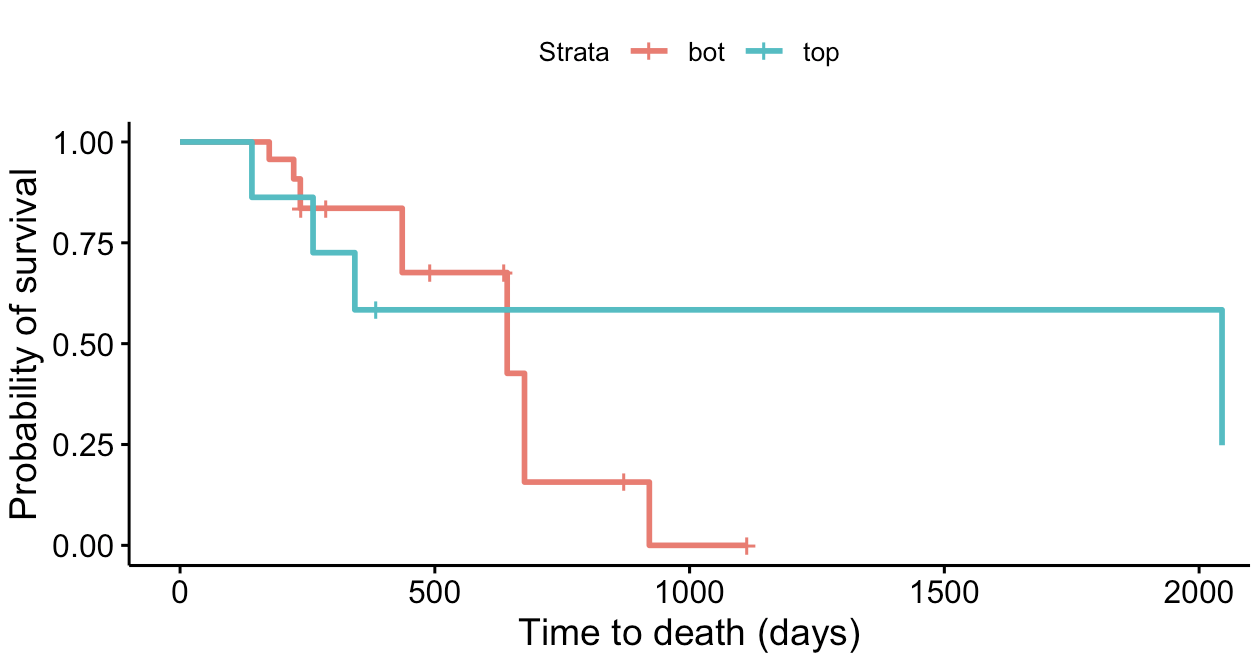 Strata bot top
Probability of survival
1.00
0.75
0.50
0.25
0.00
0 500 1000 1500 2000
Time to death (days)